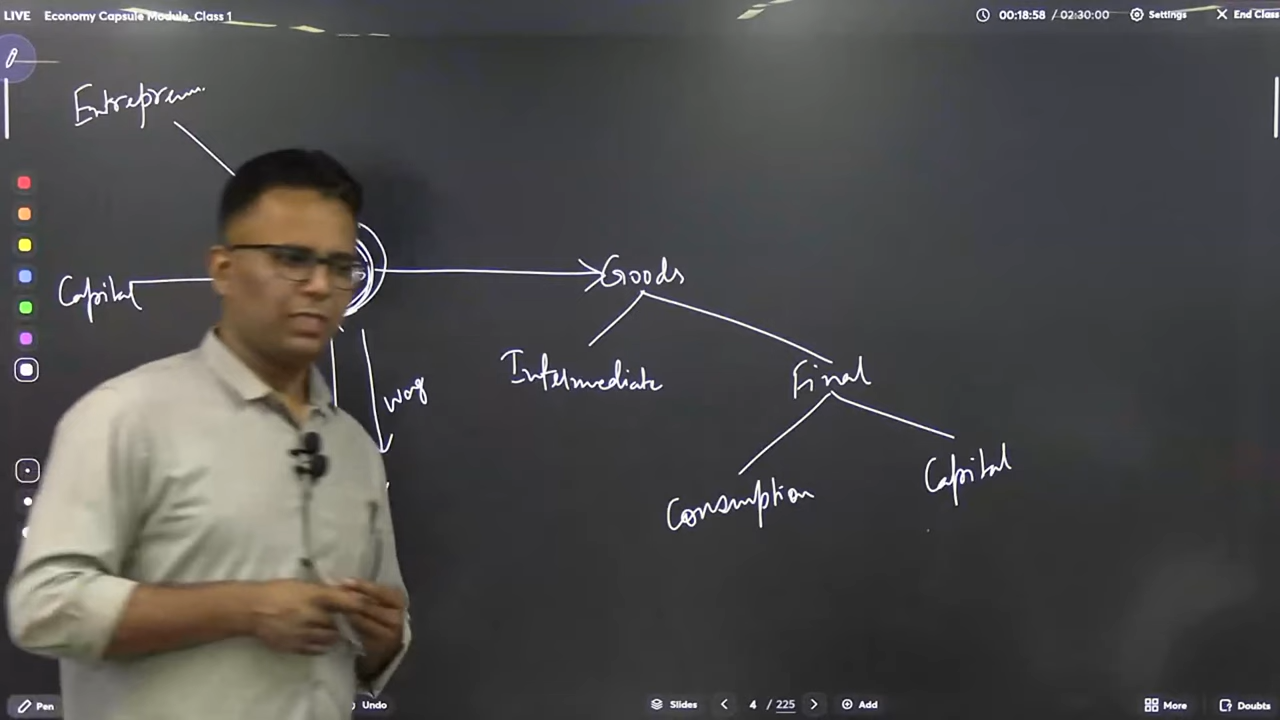 LIVE Economy Capsule Module, Class 1
00:18:58 / 02:30:00 Settings End Class
Entrepren..
Capital
Goods
Intermediate
Final
Consumption
Capital
Pen
Undo
Slides 4 / 225 Add
More Doubts